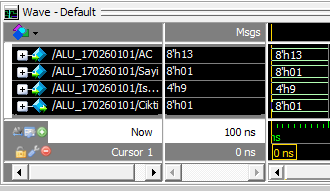 Wave - Default
Msgs
/ALU_170260101/AC 8'h13 8'h13
/ALU_170260101/Sayi 8'h01 8'h01
/ALU_170260101/Is... 4'h9 4'h9
/ALU_170260101/Cikti 8'h01 8'h01
Now 100 ns ns
Cursor 1 0 ns 0 ns